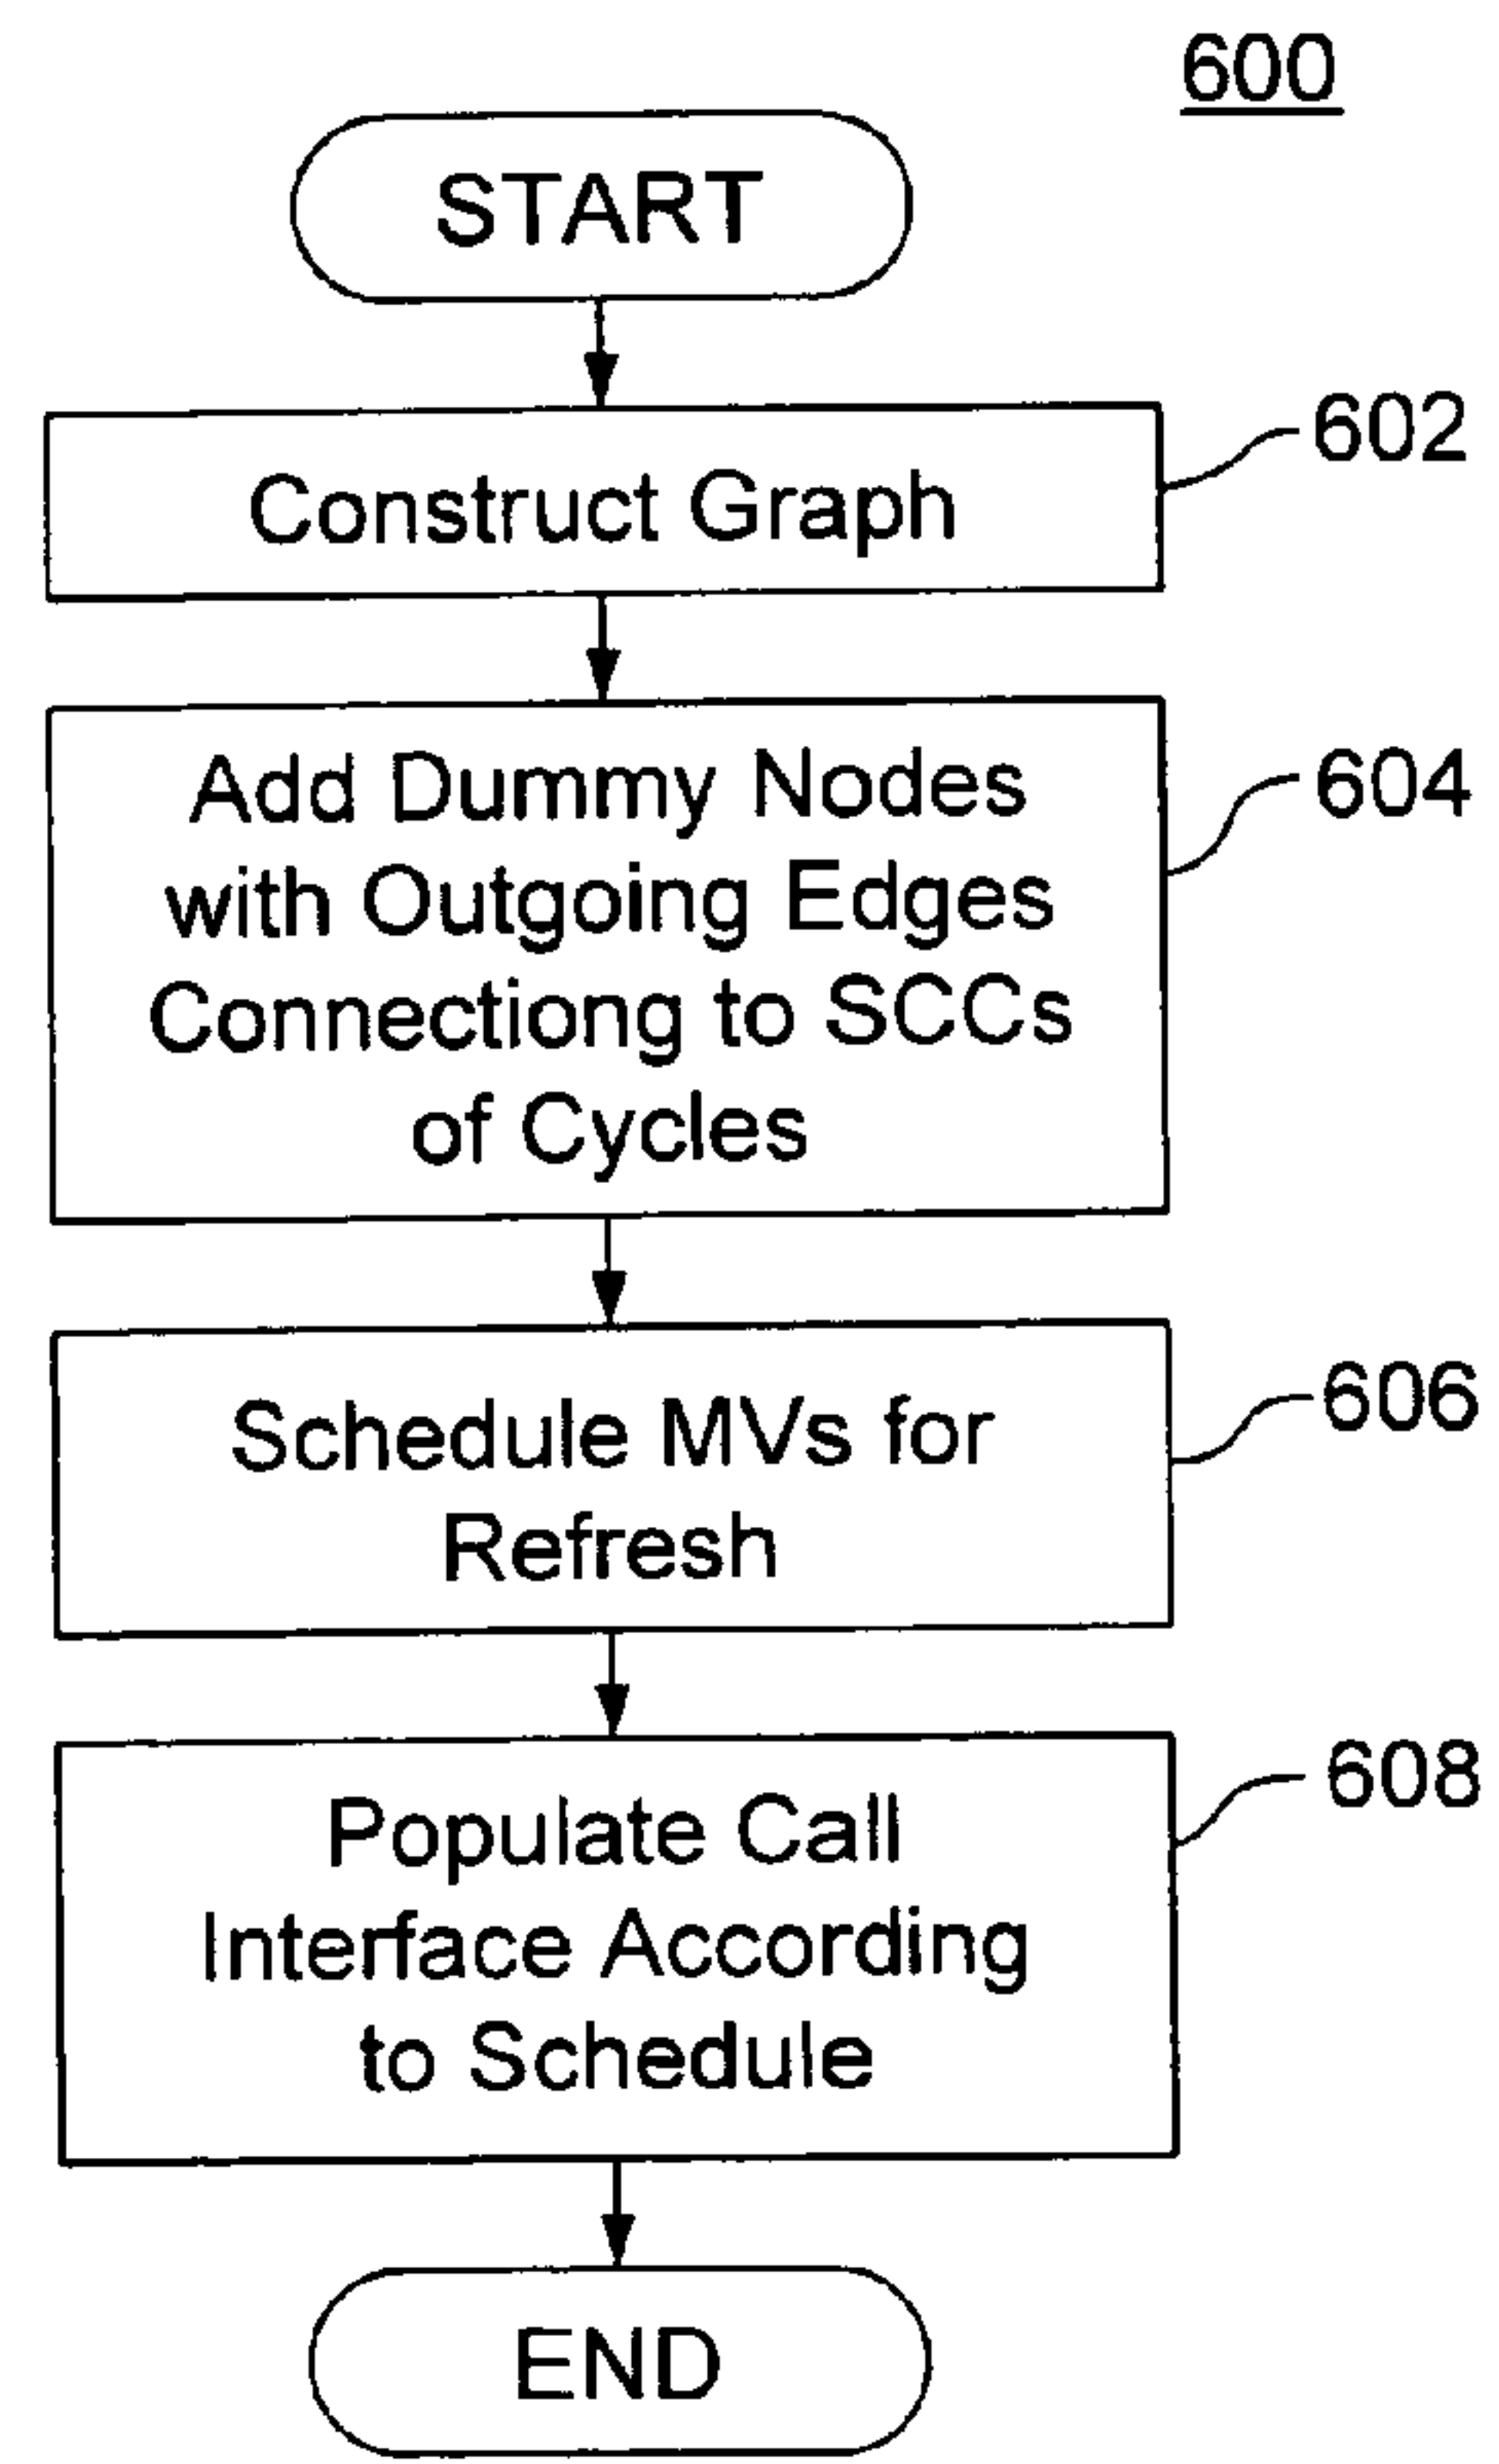 600
START
Construct Graph
602
Add Dummy Nodes
with Outgoing Edges
Connectiong to SCCs
of Cycles
604
Schedule MVs for
Refresh
606
Populate Call
Interface According
to Schedule
608
END